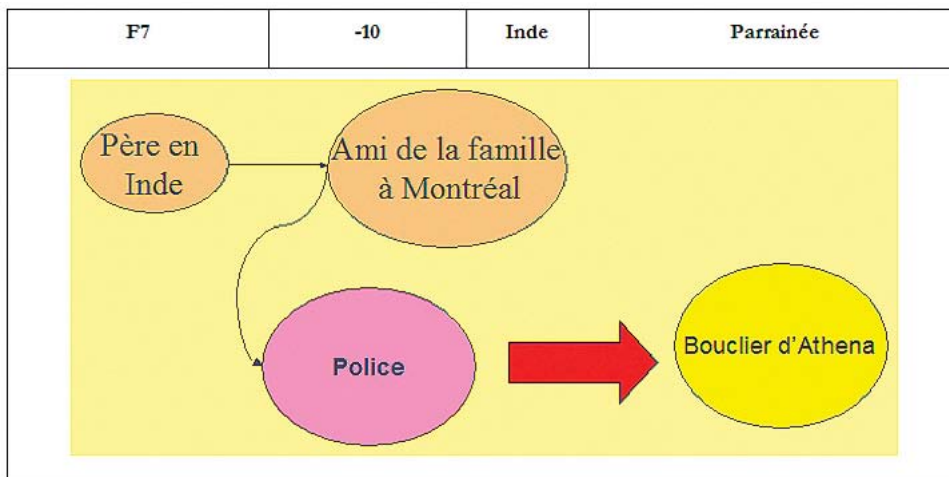 F7 -10 Inde Parrainée
Père en
Inde
Ami de la famille
à Montréal
Police
Bouclier d'Athena